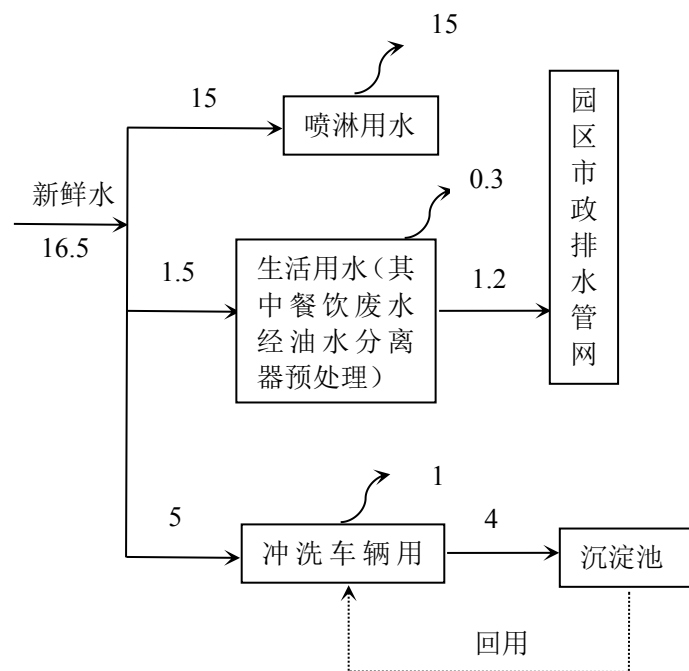 15
15
喷淋用水
园区市政排水管网
新鲜水
16.5
0.3
1.5
生活用水（其
中餐饮废水
经油水分离
器预处理）
1.2
1
5
冲洗车辆用
4
沉淀池
回用